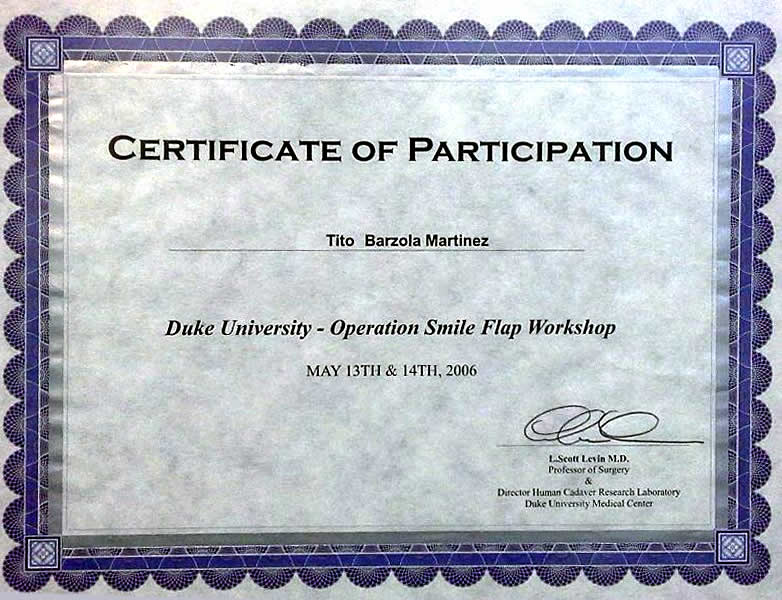 CERTIFICATE OF PARTICIPATION
Tito Barzola Martinez
Duke University - Operation Smile Flap Workshop
MAY 13TH & 14TH, 2006
L.Scott Levin M.D.
Professor of Surgery
&
Director Human Cadaver Research Laboratory
Duke University Medical Center